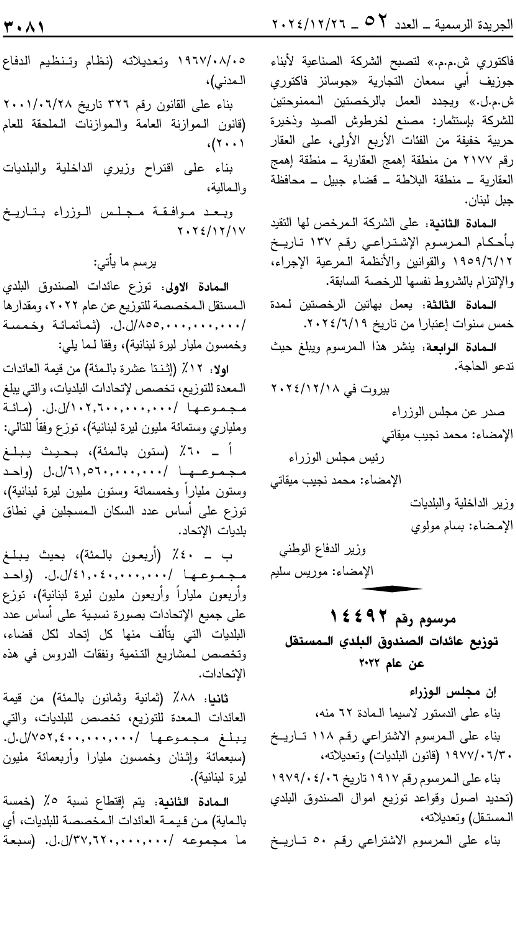 الجريدة الرسمية ــ العدد ٥٢ ــ ٢٠٢٤/١٢/٢٦
٣٠٨١
فاكتوري ش.م.م.» لتصبح الشركة الصناعية لأبناء
جوزيف أبي سمعان التجارية «جوسانز فاكتوري
ش.م.ل.» ويجدد العمل بالرخصتين الممنوحتين
للشركة بإستثمار: مصنع لخرطوش الصيد وذخيرة
حربية خفيفة من الفئات الأربع الأولى، على العقار
رقم ٢١٧٧ من منطقة إهمج العقارية ــ منطقة إهمج
العقارية ــ منطقة البلاطة ــ قضاء جبيل ــ محافظة
جبل لبنان.
المادة الثانية: على الشركة المرخص لها التقيد
بأحكام المرسوم الإشتراعي رقم ١٣٧ تاريخ
١٩٥٩/٦/١٢ والقوانين والأنظمة المرعية الإجراء،
والإلتزام بالشروط نفسها للرخصة السابقة.
المادة الثالثة: يعمل بهاتين الرخصتين لمدة
خمس سنوات إعتبارا من تاريخ ٢٠٢٤/٦/١٩.
المادة الرابعة: ينشر هذا المرسوم ويبلغ حيث
تدعو الحاجة.
بيروت في ٢٠٢٤/١٢/١٨
صدر عن مجلس الوزراء
الإمضاء: محمد نجيب ميقاتي
رئيس مجلس الوزراء
الإمضاء: محمد نجيب ميقاتي
وزير الداخلية والبلديات
الإمضاء: بسام مولوي
وزير الدفاع الوطني
الإمضاء: موريس سليم
مرسوم رقم ١٤٤٩٢
توزيع عائدات الصندوق البلدي المستقل
عن عام ٢٠٢٢
إن مجلس الوزراء
بناء على الدستور لاسيما المادة ٦٢ منه،
بناء على المرسوم الاشتراعي رقم ١١٨ تاريخ
١٩٧٧/٠٦/٣٠ (قانون البلديات) وتعديلاته،
بناء على المرسوم رقم ١٩١٧ تاريخ ١٩٧٩/٠٤/٠٦
(تحديد اصول وقواعد توزيع اموال الصندوق البلدي
المستقل) وتعديلاته،
بناء على المرسوم الاشتراعي رقم ٥٠ تاريخ
١٩٦٧/٠٨/٠٥ وتعديلاته (نظام وتنظيم الدفاع
المدني)،
بناء على القانون رقم ٣٢٦ تاريخ ٢٠٠١/٠٦/٢٨
(قانون الموازنة العامة والموازنات الملحقة للعام
٢٠٠١)،
بناء على اقتراح وزيري الداخلية والبلديات
والمالية،
وبعد موافقة مجلس الوزراء بتاريخ
٢٠٢٤/١٢/١٧
يرسم ما يأتي:
المادة الاولى: توزع عائدات الصندوق البلدي
المستقل المخصصة للتوزيع عن عام ٢٠٢٢، ومقدارها
/٨٥٥,٠٠٠,٠٠٠,٠٠٠/ل.ل. (ثمانمائة وخمسة
وخمسون مليار ليرة لبنانية)، وفقا لما يلي:
اولا: ١٢٪ (إثنتا عشرة بالمئة) من قيمة العائدات
المعدة للتوزيع، تخصص لإتحادات البلديات، والتي يبلغ
مجموعها /١٠٢,٦٠٠,٠٠٠,٠٠٠/ل.ل. (مائة
وملياري وستمائة مليون ليرة لبنانية)، توزع وفقاً للتالي:
أ ــ ٦٠٪ (ستون بالمئة)، بحيث يبلغ
مجموعها /٦١,٥٦٠,٠٠٠,٠٠٠/ل.ل (واحد
وستون ملياراً وخمسمائة وستون مليون ليرة لبنانية)،
توزع على أساس عدد السكان المسجلين في نطاق
بلديات الإتحاد.
ب ــ ٤٠٪ (أربعون بالمئة)، بحيث يبلغ
مجموعها /٤١,٠٤٠,٠٠٠,٠٠٠/ل.ل. (واحد
وأربعون ملياراً وأربعون مليون ليرة لبنانية)، توزع
على جميع الإتحادات بصورة نسبية على أساس عدد
البلديات التي يتألف منها كل إتحاد لكل قضاء،
وتخصص لمشاريع التنمية ونفقات الدروس في هذه
الإتحادات.
ثانيا: ٨٨٪ (ثمانية وثمانون بالمئة) من قيمة
العائدات المعدة للتوزيع، تخصص للبلديات، والتي
يبلغ مجموعها /٧٥٢,٤٠٠,٠٠٠,٠٠٠/ل.ل.
(سبعمائة وإثنان وخمسون مليارا وأربعمائة مليون
ليرة لبنانية).
المادة الثانية: يتم إقتطاع نسبة ٥٪ (خمسة
بالماية) من قيمة العائدات المخصصة للبلديات، أي
ما مجموعه /٣٧,٦٢٠,٠٠٠,٠٠٠/ل.ل. (سبعة